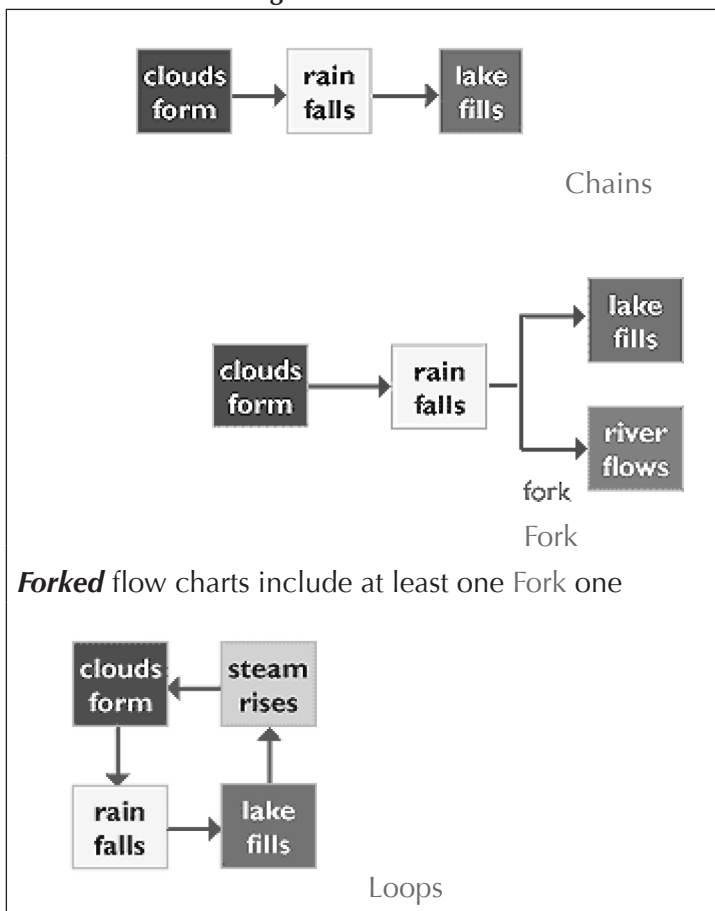 clouds
form
rain
falls
lake
fills
Chains
clouds
form
rain
falls
lake
fills
river
flows
fork
Fork
Forked flow charts include at least one Fork one
clouds
form
steam
rises
rain
falls
lake
fills
Loops